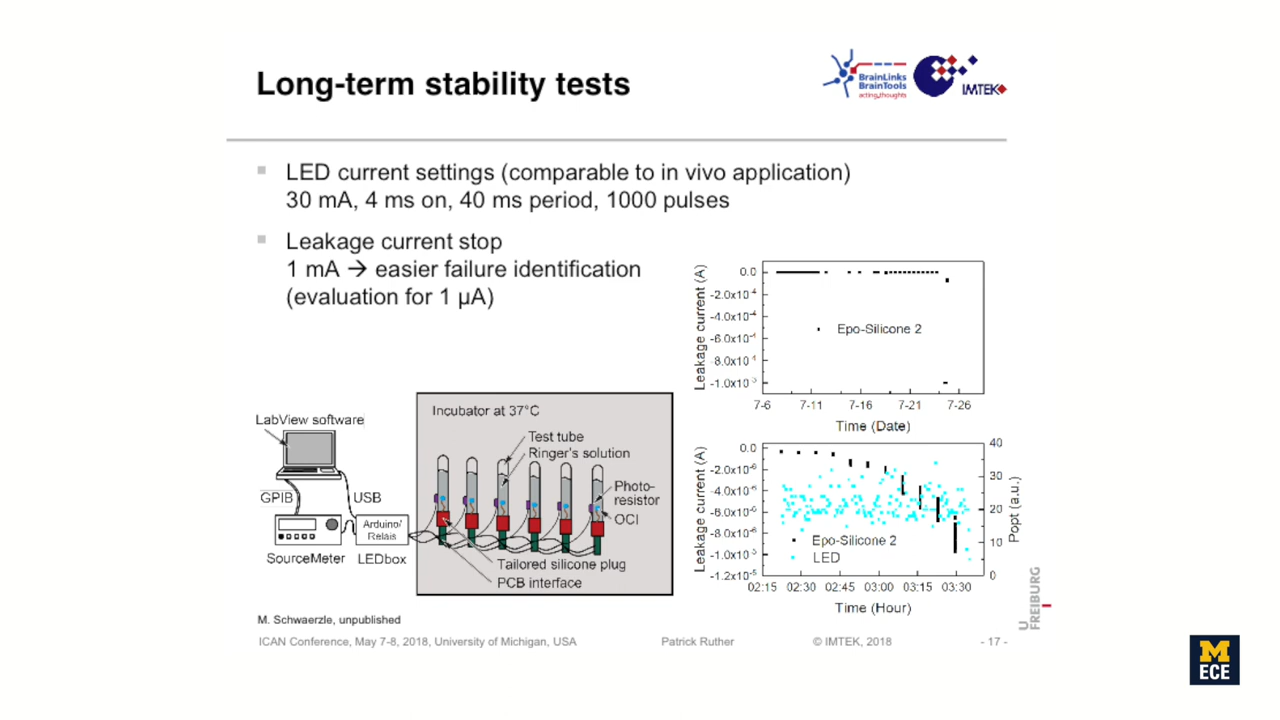 Long-term stability tests
BrainLinks
BrainTools
acting_thoughts
IMTEK
LED current settings (comparable to in vivo application)
30 mA, 4 ms on, 40 ms period, 1000 pulses
Leakage current stop
1 mA → easier failure identification
(evaluation for 1 µA)
Leakage current (A)
0.0
-2.0x10⁻⁴
-4.0x10⁻⁴
-6.0x10⁻⁴
-8.0x10⁻⁴
-1.0x10⁻³
Epo-Silicone 2
7-6 7-11 7-16 7-21 7-26
Time (Date)
LabView software
GPIB
USB
SourceMeter
Arduino/
Relais
LEDbox
Incubator at 37°C
Test tube
Ringer's solution
Photo-
resistor
OCI
Tailored silicone plug
PCB interface
Leakage current (A)
0.0
-2.0x10⁻⁶
-4.0x10⁻⁶
-6.0x10⁻⁶
-8.0x10⁻⁶
-1.0x10⁻⁵
-1.2x10⁻⁵
Epo-Silicone 2
LED
40
30
20
10
0
Popt (a.u.)
02:15 02:30 02:45 03:00 03:15 03:30
Time (Hour)
U
FREIBURG
M. Schwaerzle, unpublished
ICAN Conference, May 7-8, 2018, University of Michigan, USA Patrick Ruther © IMTEK, 2018 - 17 -
M
ECE